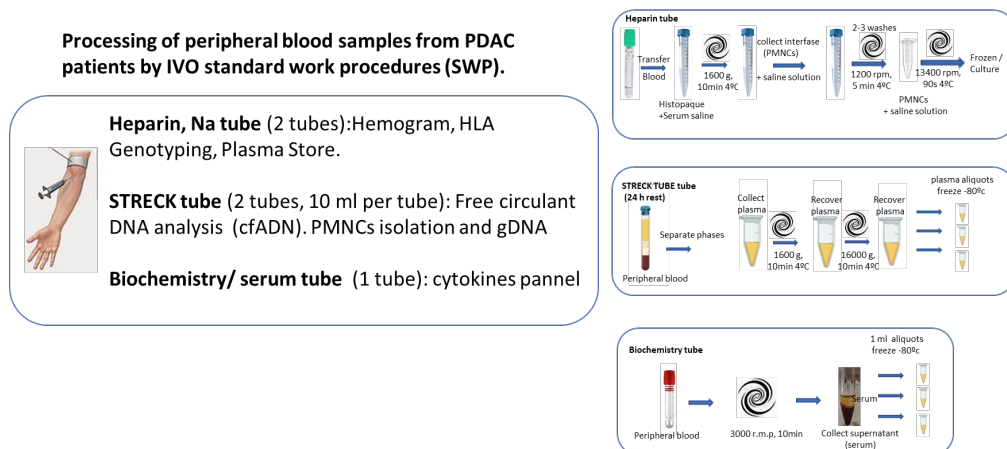 Processing of peripheral blood samples from PDAC
patients by IVO standard work procedures (SWP).
Heparin, Na tube (2 tubes):Hemogram, HLA
Genotyping, Plasma Store.
STRECK tube (2 tubes, 10 ml per tube): Free circulant
DNA analysis (cfADN). PMNCs isolation and gDNA
Biochemistry/ serum tube (1 tube): cytokines pannel
Heparin tube
Transfer
Blood
Histopaque
+Serum saline
1600 g,
10min 4ºC
collect interfase
(PMNCs)
+ saline solution
2-3 washes
1200 rpm,
5 min 4ºC
PMNCs
+ saline solution
13400 rpm,
90s 4ºC
Frozen /
Culture
STRECK TUBE tube
(24 h rest)
Peripheral blood
Separate phases
Collect
plasma
1600 g,
10min 4ºC
Recover
plasma
16000 g,
10min 4ºC
Recover
plasma
plasma aliquots
freeze -80ºc
Biochemistry tube
Peripheral blood
3000 r.m.p, 10min
Serum
Collect supernatant
(serum)
1 ml aliquots
freeze -80ºc